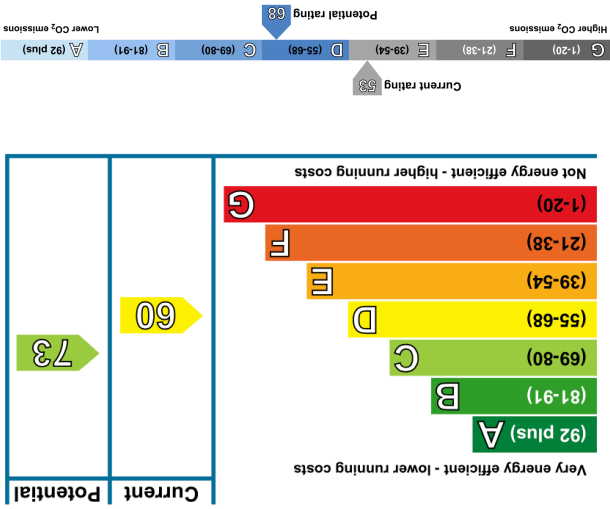 Current
Potential
Very energy efficient - lower running costs
(92 plus) A
(81-91) B
(69-80) C
(55-68) D
(39-54) E
(21-38) F
(1-20) G
Not energy efficient - higher running costs
60
73
Current rating 53
G (1-20) F (21-38) E (39-54) D (55-68) C (69-80) B (81-91) A (92 plus)
Higher CO₂ emissions
Potential rating 68
Lower CO₂ emissions